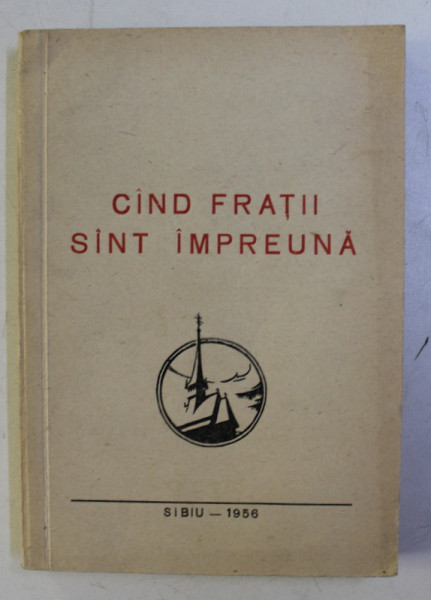 CÎND FRAȚII
SÎNT ÎMPREUNĂ
SIBIU — 1956